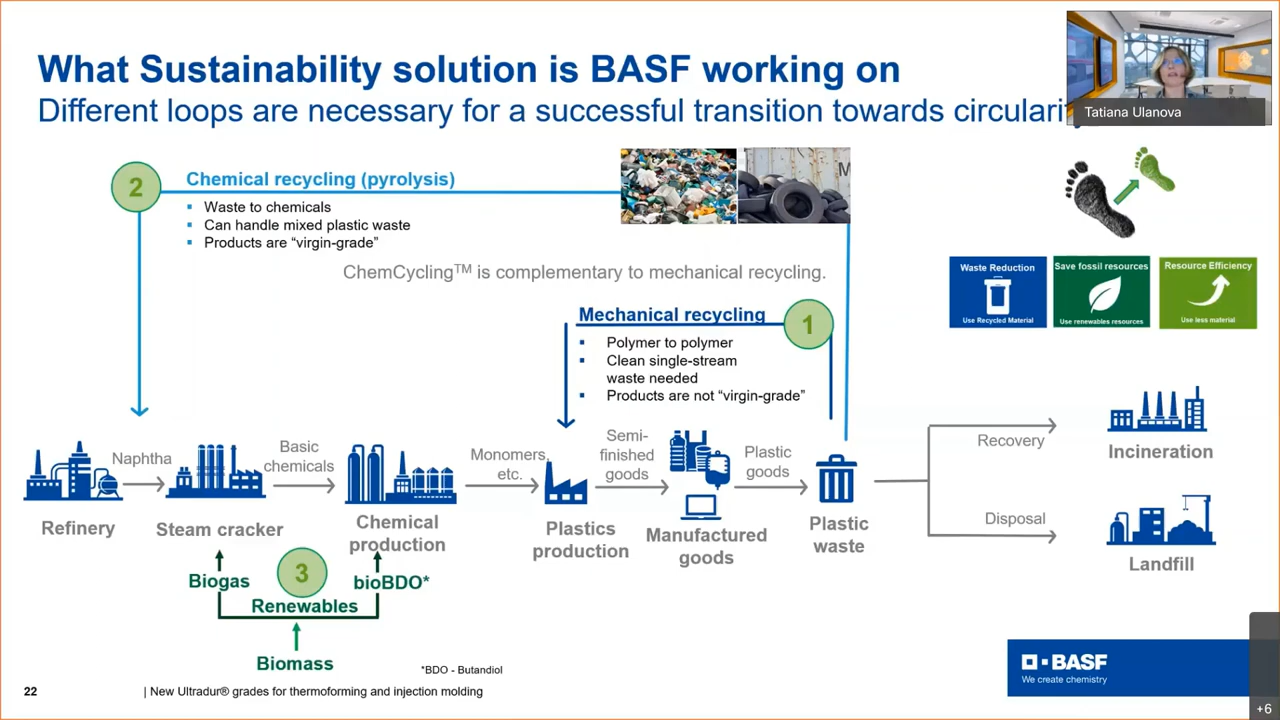 What Sustainability solution is BASF working on
Different loops are necessary for a successful transition towards circulari
Tatiana Ulanova
2
Chemical recycling (pyrolysis)
▪ Waste to chemicals
▪ Can handle mixed plastic waste
▪ Products are “virgin-grade”
M
ChemCycling™ is complementary to mechanical recycling.
Waste Reduction
Use Recycled Material
Save fossil resources
Use renewables resources
Resource Efficiency
Use less material
Mechanical recycling
1
▪ Polymer to polymer
▪ Clean single-stream
waste needed
▪ Products are not “virgin-grade”
Refinery
Naphtha
Steam cracker
Basic
chemicals
Chemical
production
Monomers,
etc.
Plastics
production
Semi-
finished
goods
Manufactured
goods
Plastic
goods
Plastic
waste
Recovery
Incineration
Disposal
Landfill
Biogas
3
bioBDO*
Renewables
Biomass
*BDO - Butandiol
22
| New Ultradur® grades for thermoforming and injection molding
BASF
We create chemistry
+6